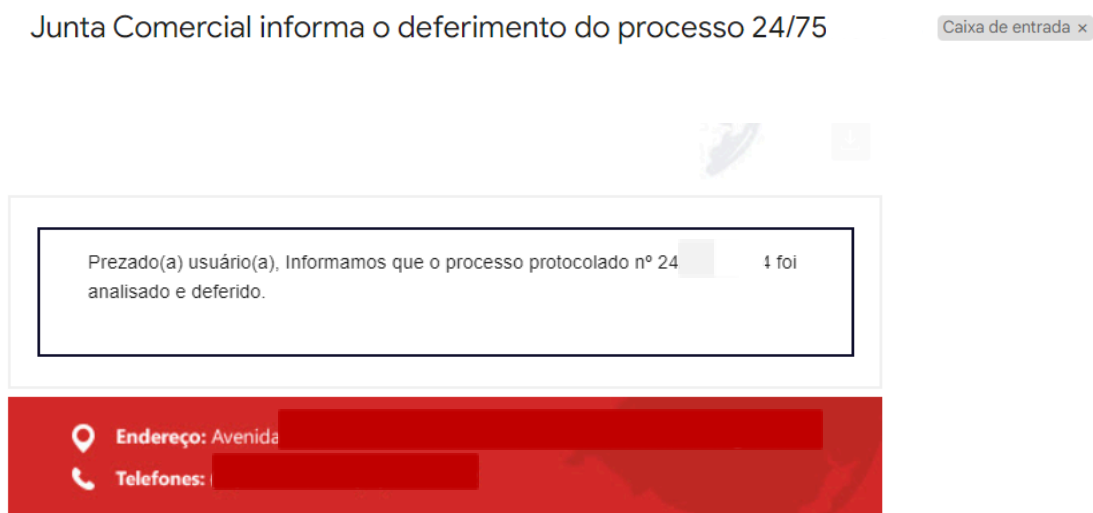 Junta Comercial informa o deferimento do processo 24/75
Caixa de entrada ×
Prezado(a) usuário(a), Informamos que o processo protocolado nº 24 4 foi
analisado e deferido.
Endereço: Avenida
Telefones: (